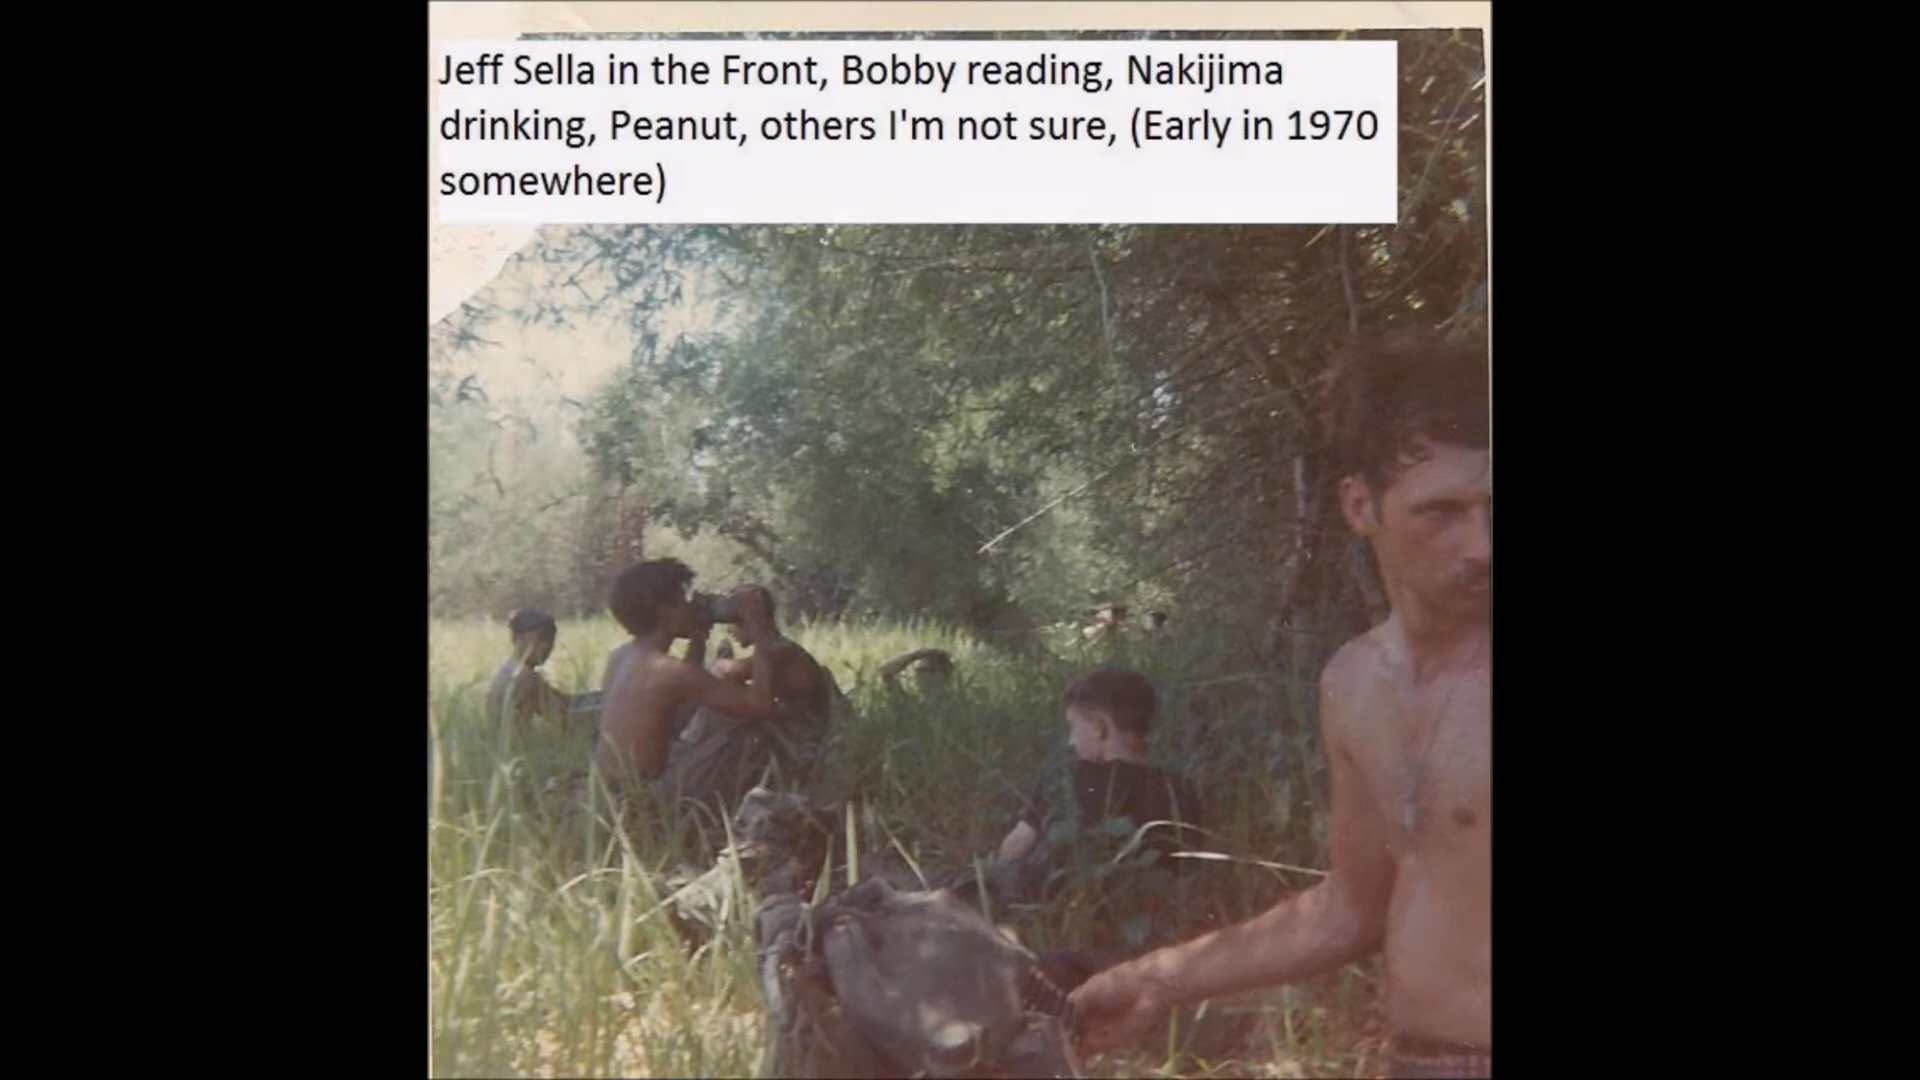 Jeff Sella in the Front, Bobby reading, Nakijima
drinking, Peanut, others I'm not sure, (Early in 1970
somewhere)